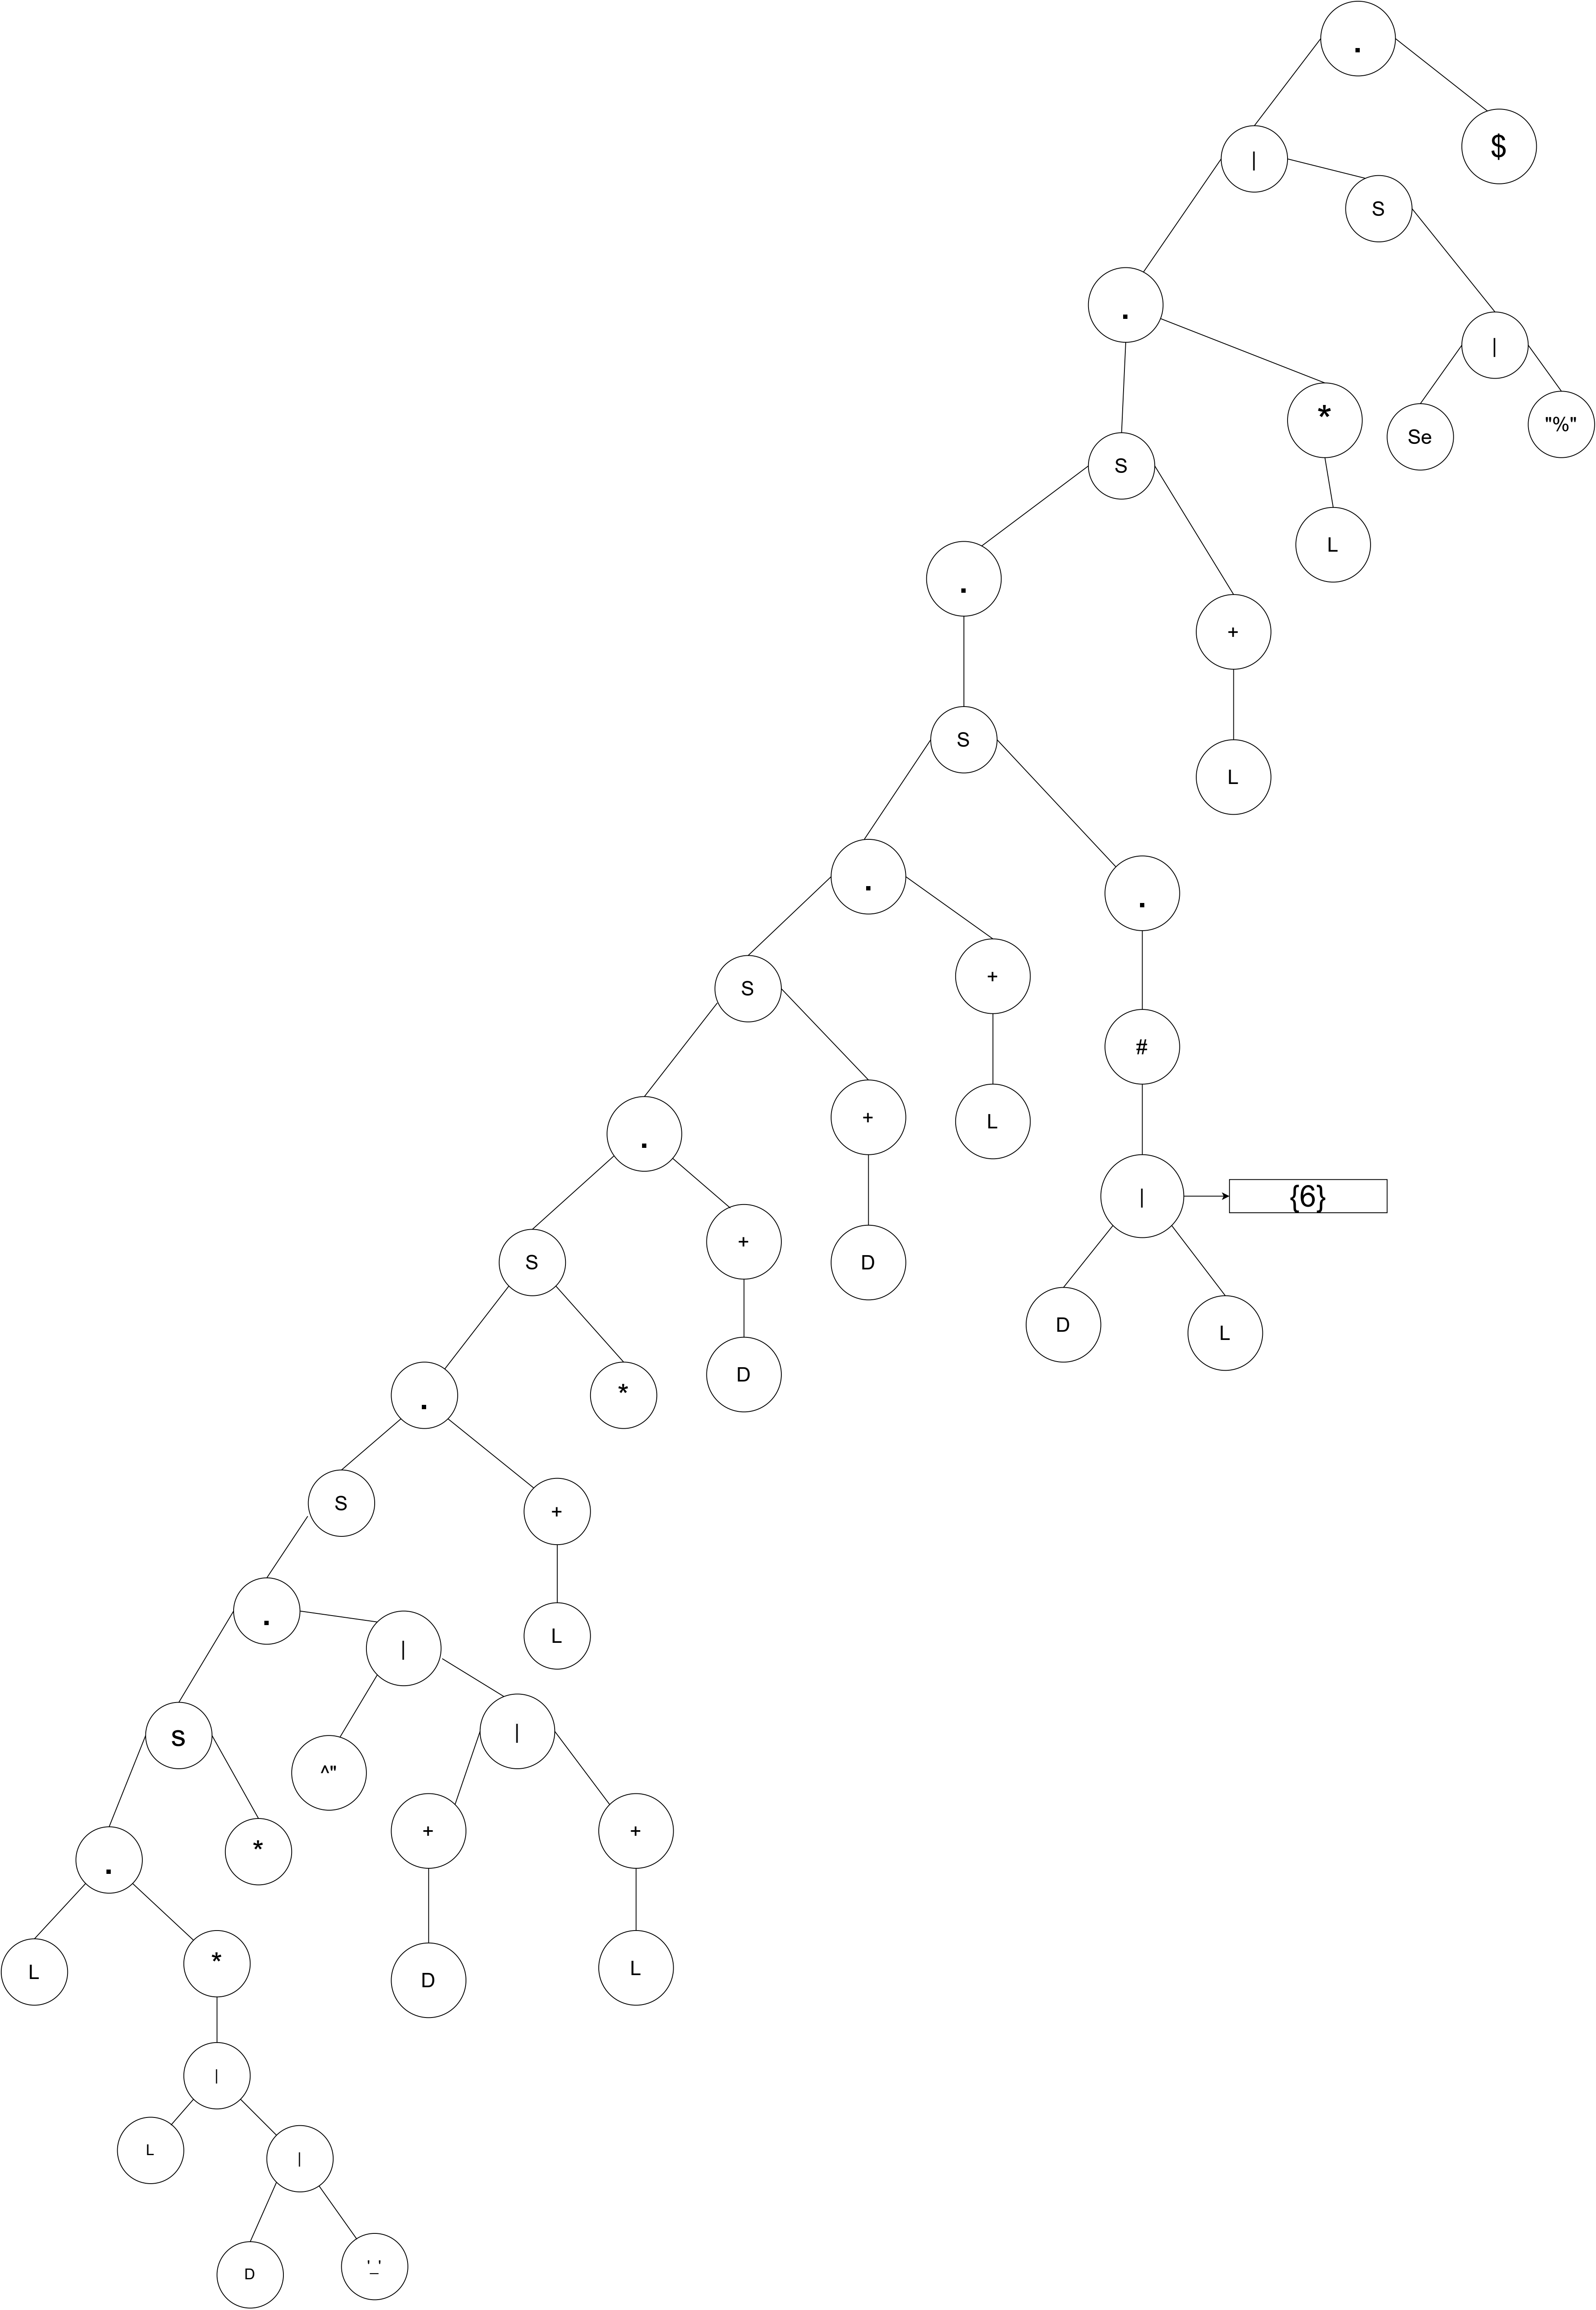 .
$
|
S
.
|
*
Se
"%"
S
L
.
+
S
L
.
.
+
S
#
L
+
.
|
{6}
+
D
S
D
L
D
.
*
S
+
.
L
|
S
|
^"
+
+
*
.
*
L
D
L
|
L
|
D
'_'